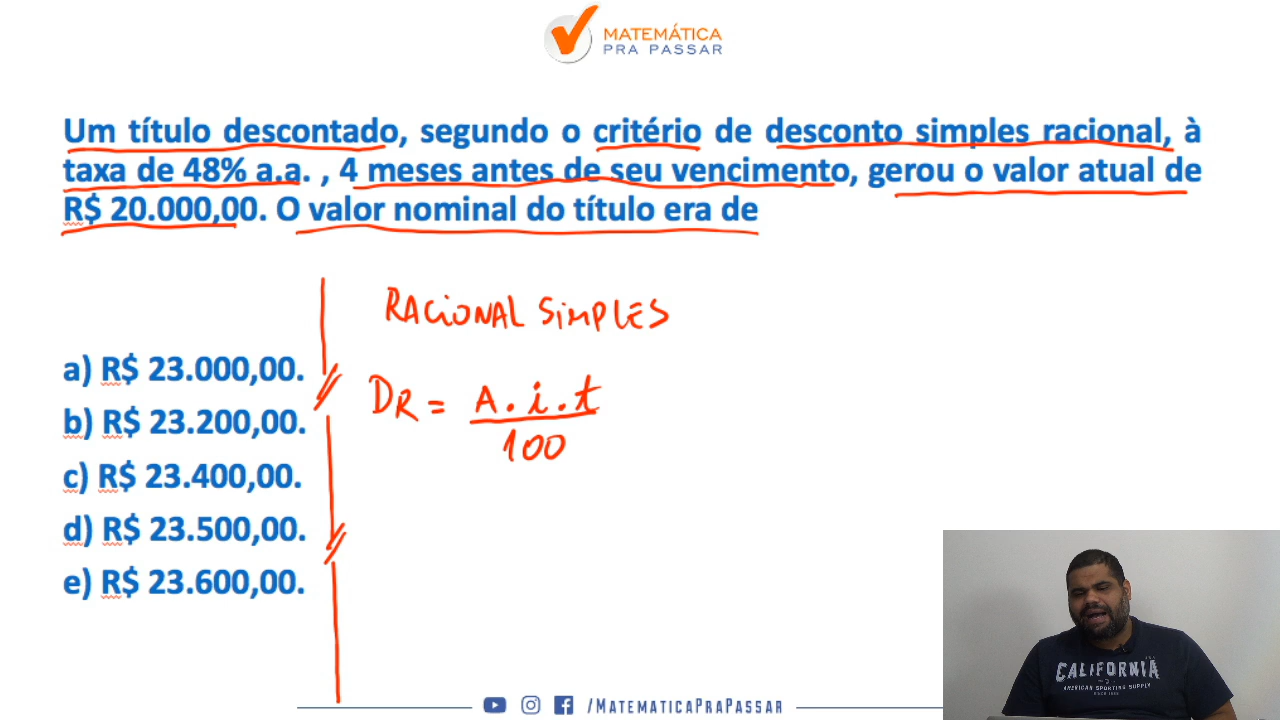 MATEMÁTICA
PRA PASSAR
Um título descontado, segundo o critério de desconto simples racional, à
taxa de 48% a.a. , 4 meses antes de seu vencimento, gerou o valor atual de
R$ 20.000,00. O valor nominal do título era de
RACIONAL SIMPLES
a) R$ 23.000,00.
b) R$ 23.200,00.
c) R$ 23.400,00.
d) R$ 23.500,00.
e) R$ 23.600,00.
DR = A.i.t
100
CALIFORNIA
AMERICAN SPORTING SUPPLY
/MATEMATICAPRAPASSAR